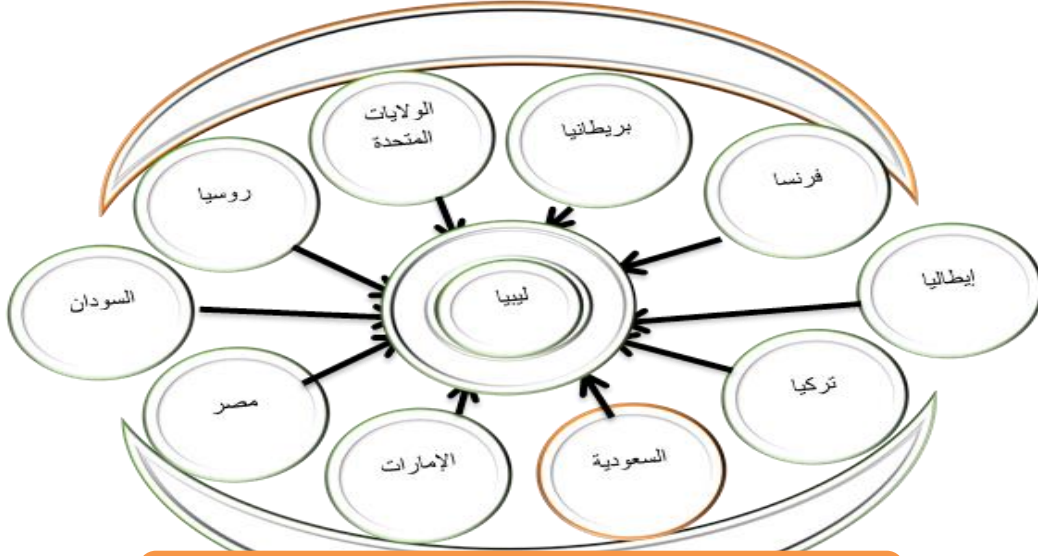 الولايات
المتحدة
بريطانيا
فرنسا
روسيا
إيطاليا
السودان
ليبيا
تركيا
مصر
السعودية
الإمارات